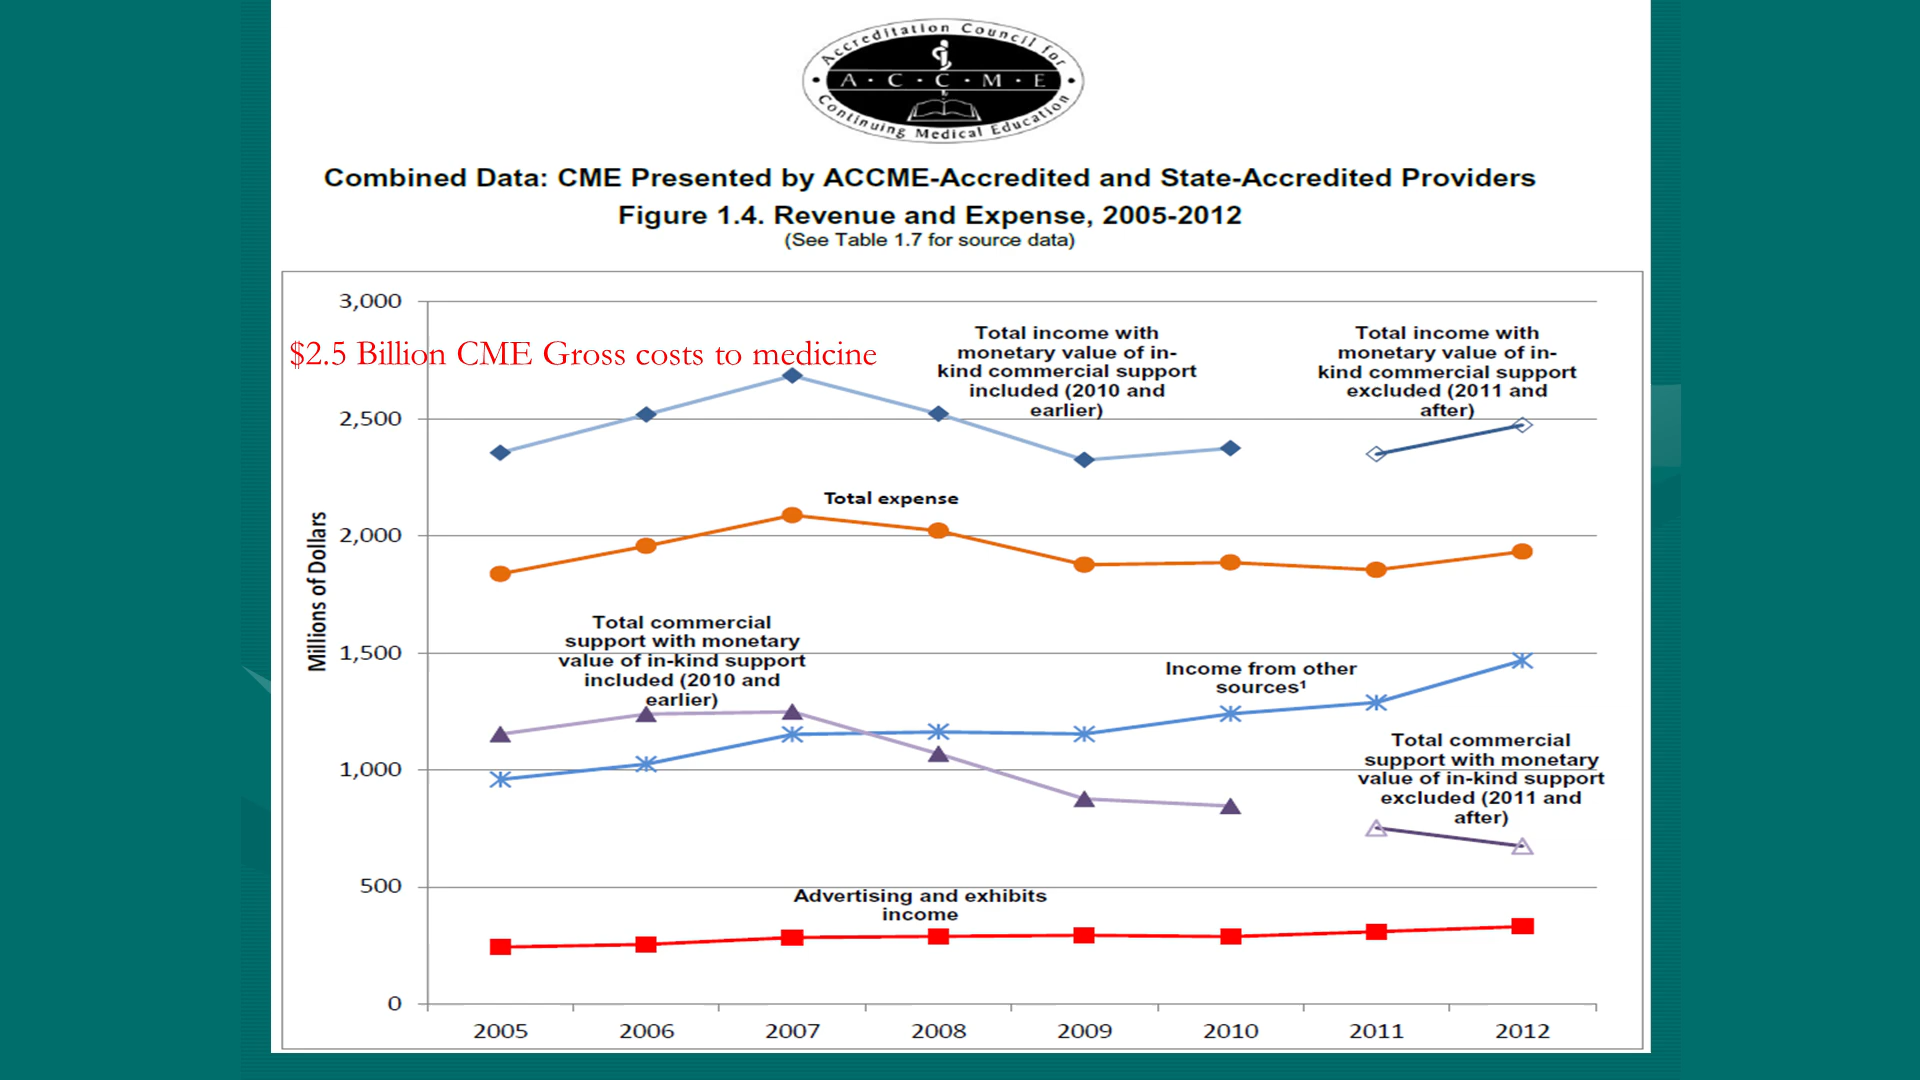 Accreditation Council for
A · C · C · M · E
Continuing Medical Education
Combined Data: CME Presented by ACCME-Accredited and State-Accredited Providers
Figure 1.4. Revenue and Expense, 2005-2012
(See Table 1.7 for source data)
$2.5 Billion CME Gross costs to medicine
Millions of Dollars
3,000
2,500
2,000
1,500
1,000
500
0
Total income with
monetary value of in-
kind commercial support
included (2010 and
earlier)
Total income with
monetary value of in-
kind commercial support
excluded (2011 and
after)
Total expense
Total commercial
support with monetary
value of in-kind support
included (2010 and
earlier)
Income from other
sources¹
Total commercial
support with monetary
value of in-kind support
excluded (2011 and
after)
Advertising and exhibits
income
2005 2006 2007 2008 2009 2010 2011 2012